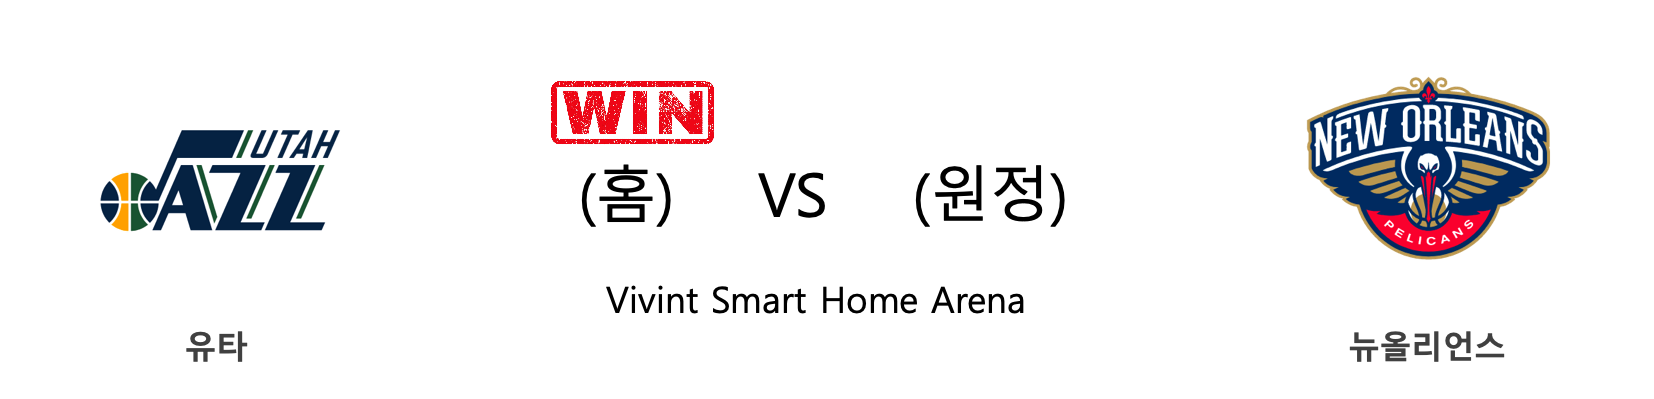 WIN
UTAH
JAZZ
(홈) VS (원정)
NEW ORLEANS
PELICANS
Vivint Smart Home Arena
유타
뉴올리언스